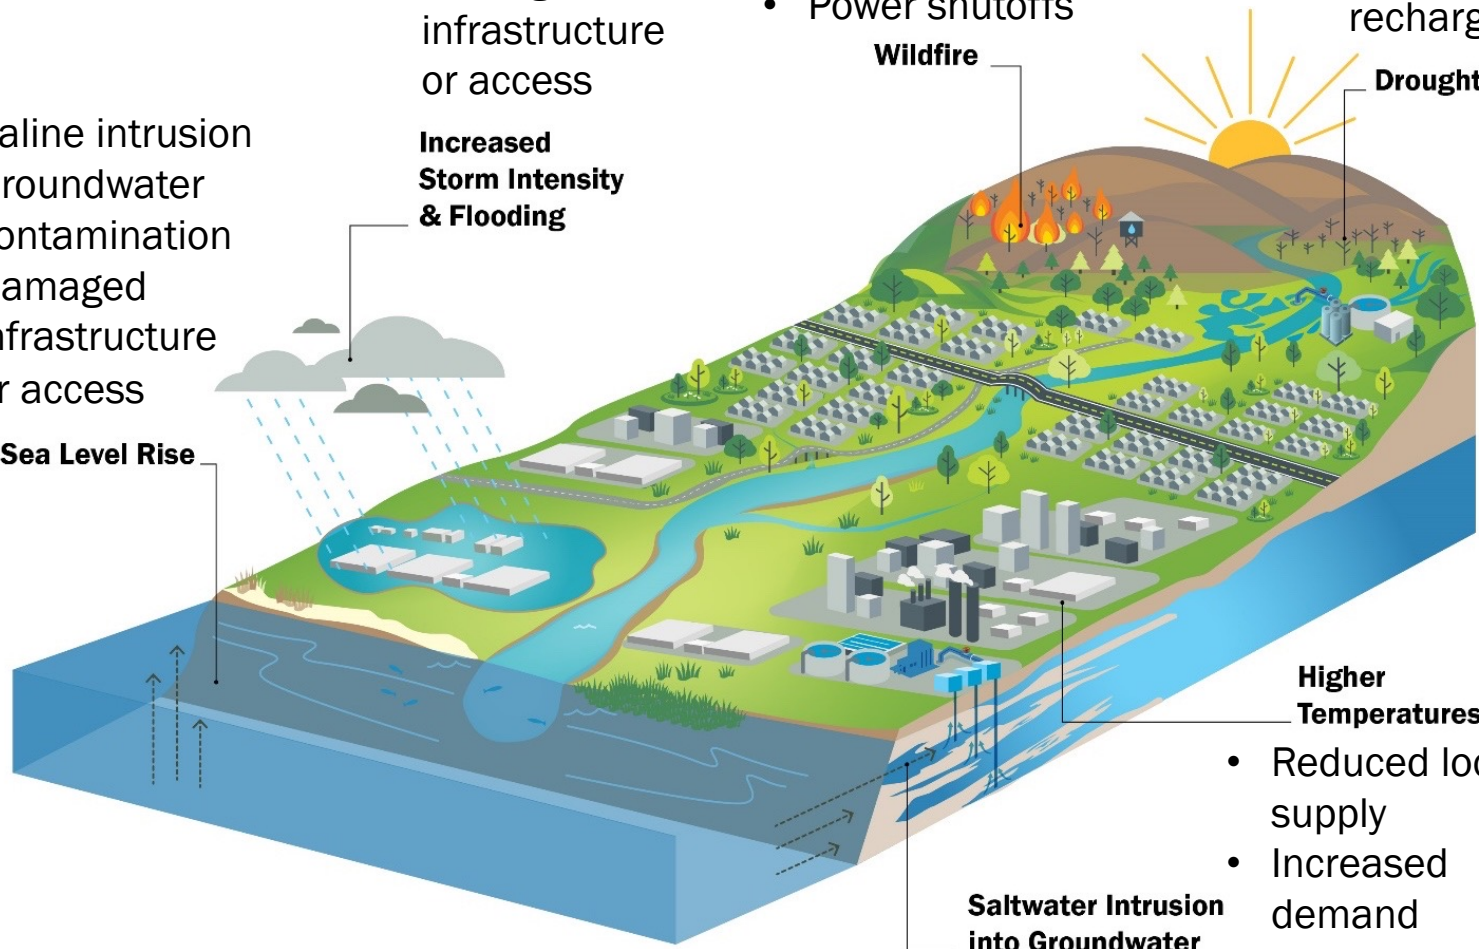 infrastructure
or access
• Power shutoffs
Wildfire
Drought
Increased
Storm Intensity
& Flooding
aline intrusion
roundwater
ontamination
amaged
nfrastructure
r access
Sea Level Rise
Higher
Temperatures
• Reduced loc
supply
• Increased
demand
Saltwater Intrusion
into Groundwater